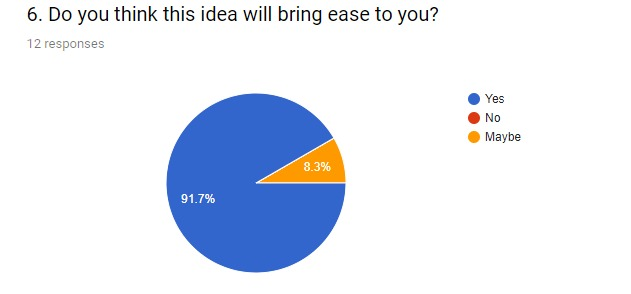 6. Do you think this idea will bring ease to you?
12 responses
Yes
No
Maybe
8.3%
91.7%